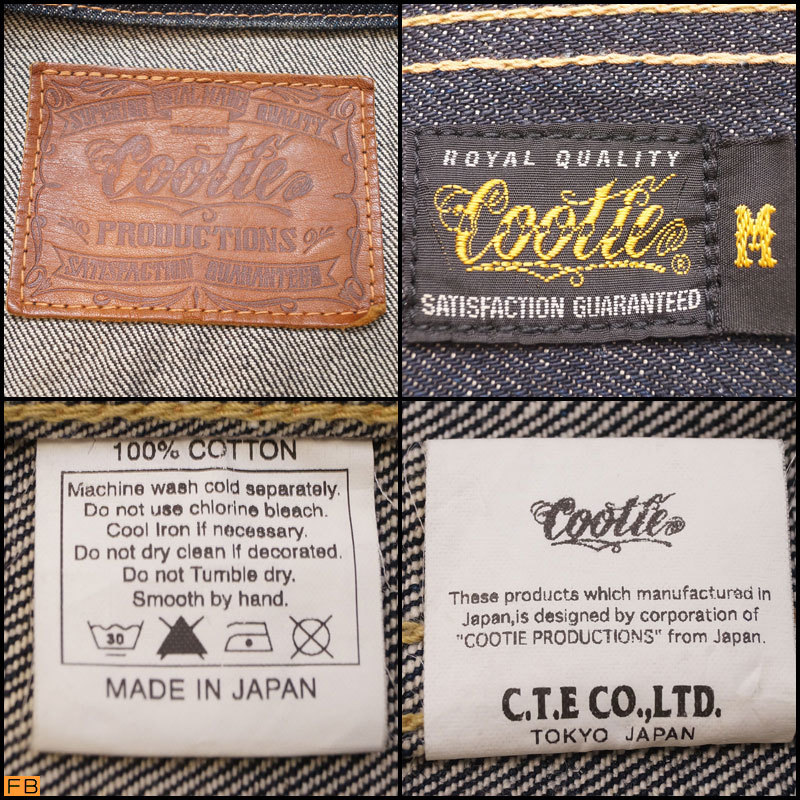 SUPERIOR QUALITY
Cootie
PRODUCTIONS
SATISFACTION GUARANTEED
ROYAL QUALITY
Cootie
®
M
SATISFACTION GUARANTEED
100% COTTON
Machine wash cold separately.
Do not use chlorine bleach.
Cool Iron if necessary.
Do not dry clean if decorated.
Do not Tumble dry.
Smooth by hand.
30
MADE IN JAPAN
Cootie
These products which manufactured in
Japan,is designed by corporation of
"COOTIE PRODUCTIONS" from Japan.
C.T.E CO.,LTD.
TOKYO JAPAN
FB